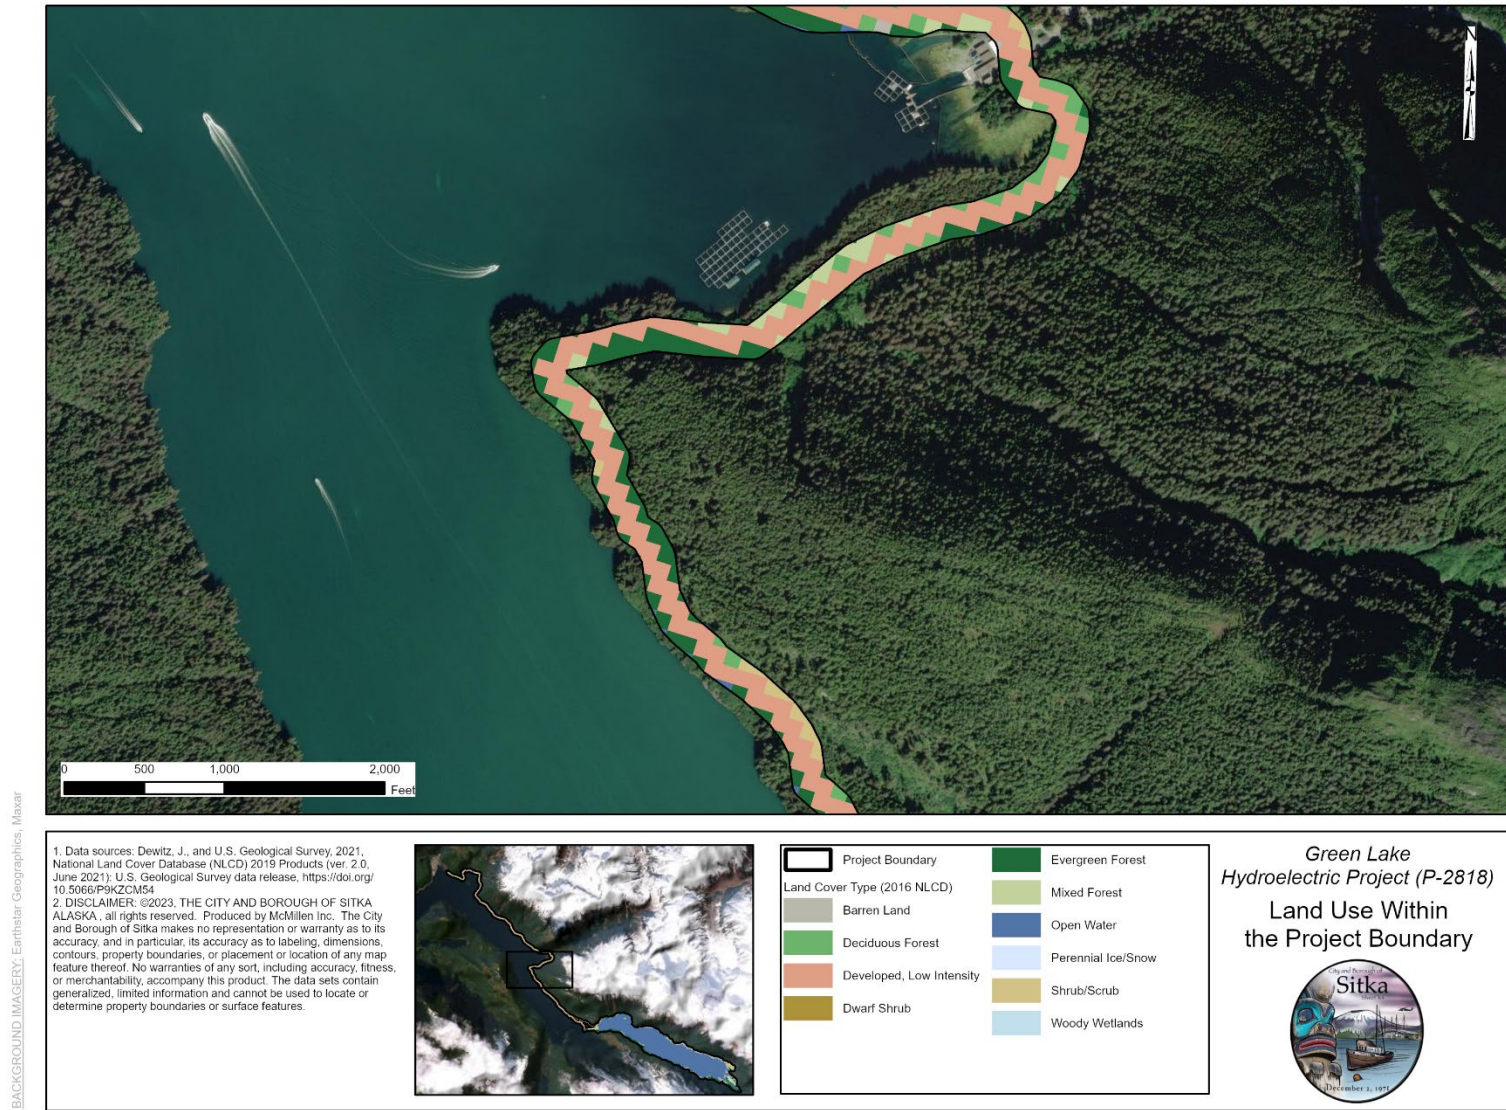 N
0 500 1,000 2,000
Feet
BACKGROUND IMAGERY: Earthstar Geographics, Maxar
1. Data sources: Dewitz, J., and U.S. Geological Survey, 2021,
National Land Cover Database (NLCD) 2019 Products (ver. 2.0,
June 2021): U.S. Geological Survey data release, https://doi.org/
10.5066/P9KZCM54
2. DISCLAIMER: ©2023, THE CITY AND BOROUGH OF SITKA
ALASKA , all rights reserved. Produced by McMillen Inc. The City
and Borough of Sitka makes no representation or warranty as to its
accuracy, and in particular, its accuracy as to labeling, dimensions,
contours, property boundaries, or placement or location of any map
feature thereof. No warranties of any sort, including accuracy, fitness,
or merchantability, accompany this product. The data sets contain
generalized, limited information and cannot be used to locate or
determine property boundaries or surface features.
Project Boundary
Land Cover Type (2016 NLCD)
Barren Land
Deciduous Forest
Developed, Low Intensity
Dwarf Shrub
Evergreen Forest
Mixed Forest
Open Water
Perennial Ice/Snow
Shrub/Scrub
Woody Wetlands
Green Lake
Hydroelectric Project (P-2818)
Land Use Within
the Project Boundary
City and Borough of
Sitka
December 2, 1971